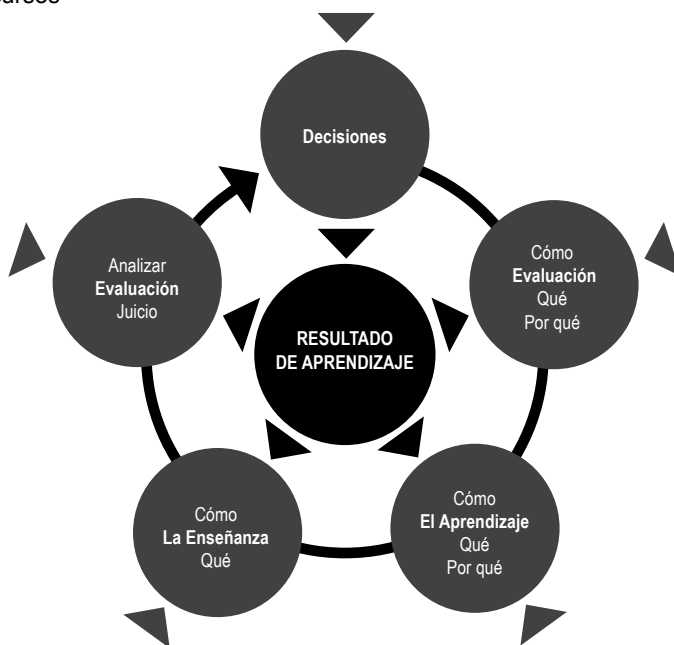 Decisiones
Cómo
Evaluación
Qué
Por qué
Cómo
El Aprendizaje
Qué
Por qué
Cómo
La Enseñanza
Qué
Analizar
Evaluación
Juicio
RESULTADO
DE APRENDIZAJE